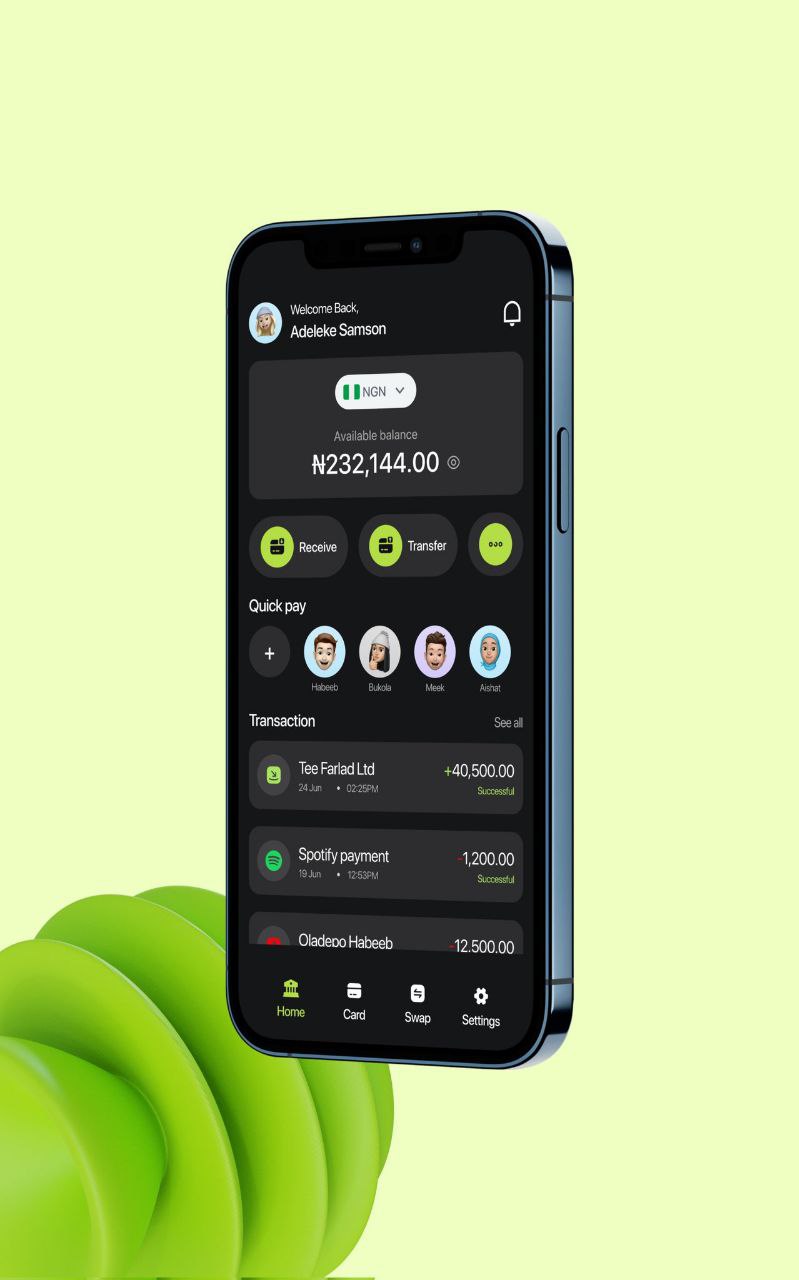 Welcome Back,
Adeleke Samson
NGN
Available balance
₦232,144.00
Receive
Transfer
Quick pay
+
Habeeb
Bukola
Meek
Aishat
Transaction
See all
Tee Farlad Ltd
+40,500.00
24 Jun • 02:25PM
Successful
Spotify payment
-1,200.00
19 Jun • 12:53PM
Successful
Oladepo Habeeb
-12,500.00
Home
Card
Swap
Settings